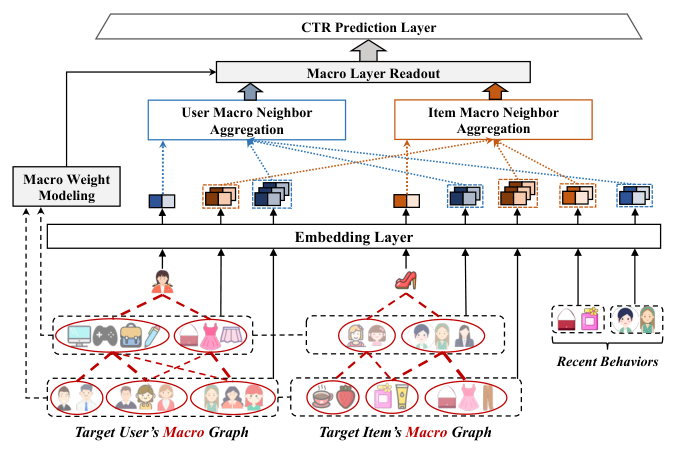 CTR Prediction Layer
Macro Layer Readout
User Macro Neighbor
Aggregation
Item Macro Neighbor
Aggregation
Macro Weight
Modeling
Embedding Layer
Recent Behaviors
Target User's Macro Graph
Target Item's Macro Graph